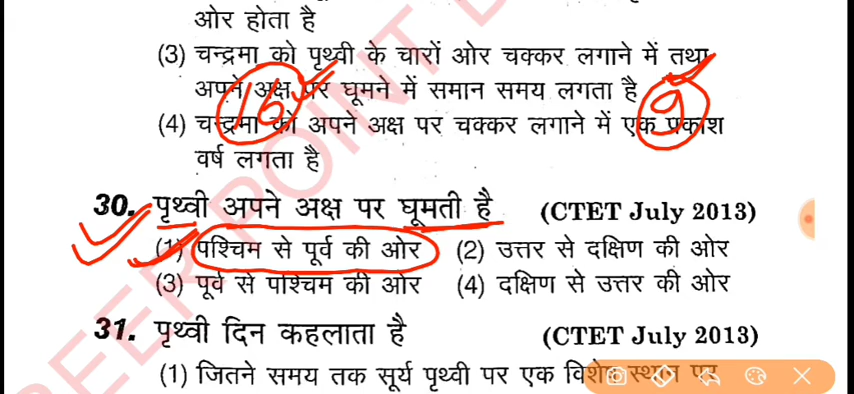 ओर होता है
(3) चन्द्रमा को पृथ्वी के चारों ओर चक्कर लगाने में तथा
अपने अक्ष पर घूमने में समान समय लगता है
16
9
(4) चन्द्रमा को अपने अक्ष पर चक्कर लगाने में एक प्रकाश
वर्ष लगता है
30. पृथ्वी अपने अक्ष पर घूमती है (CTET July 2013)
(1) पश्चिम से पूर्व की ओर (2) उत्तर से दक्षिण की ओर
(3) पूर्व से पश्चिम की ओर (4) दक्षिण से उत्तर की ओर
31. पृथ्वी दिन कहलाता है (CTET July 2013)
(1) जितने समय तक सूर्य पृथ्वी पर एक विशेष स्थान पर